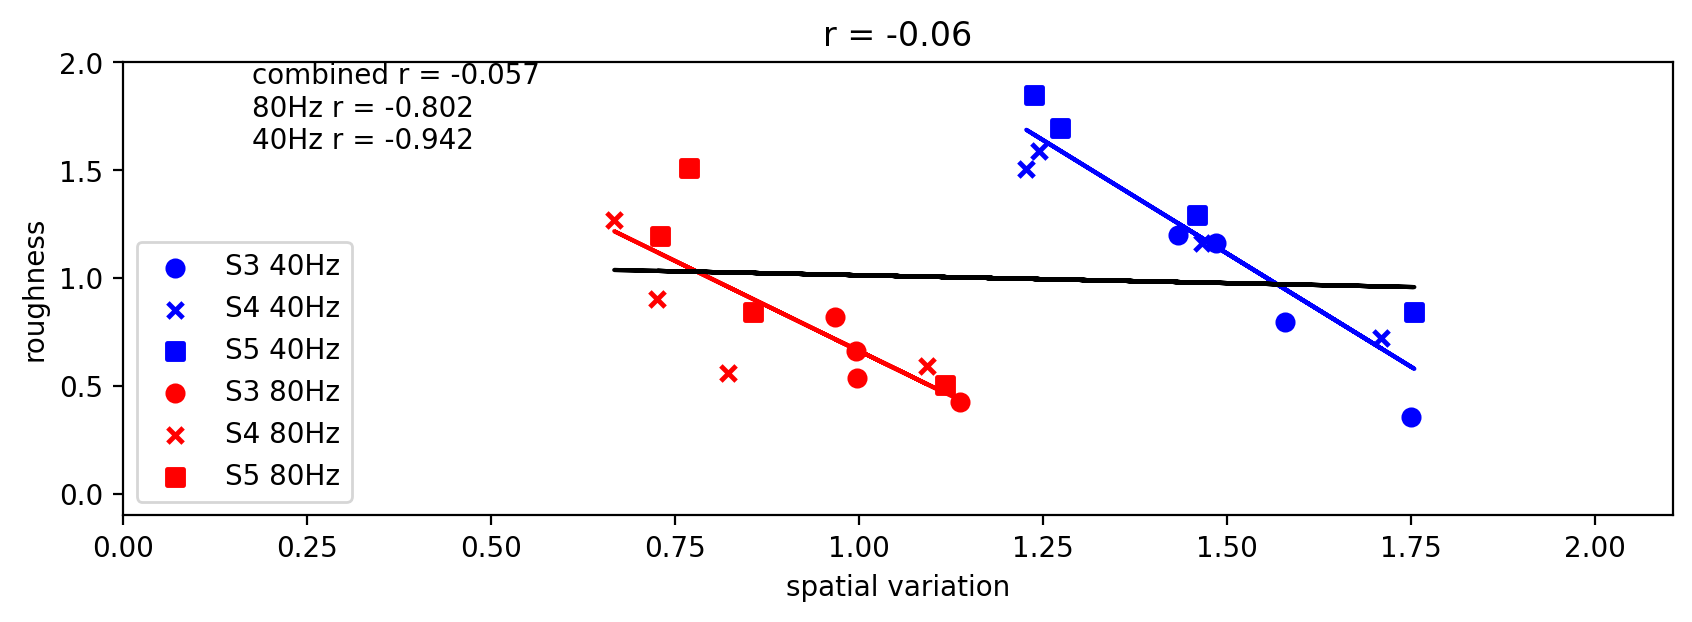 r = -0.06
combined r = -0.057
80Hz r = -0.802
40Hz r = -0.942
2.0
1.5
1.0
0.5
0.0
roughness
S3 40Hz
S4 40Hz
S5 40Hz
S3 80Hz
S4 80Hz
S5 80Hz
0.00 0.25 0.50 0.75 1.00 1.25 1.50 1.75 2.00
spatial variation